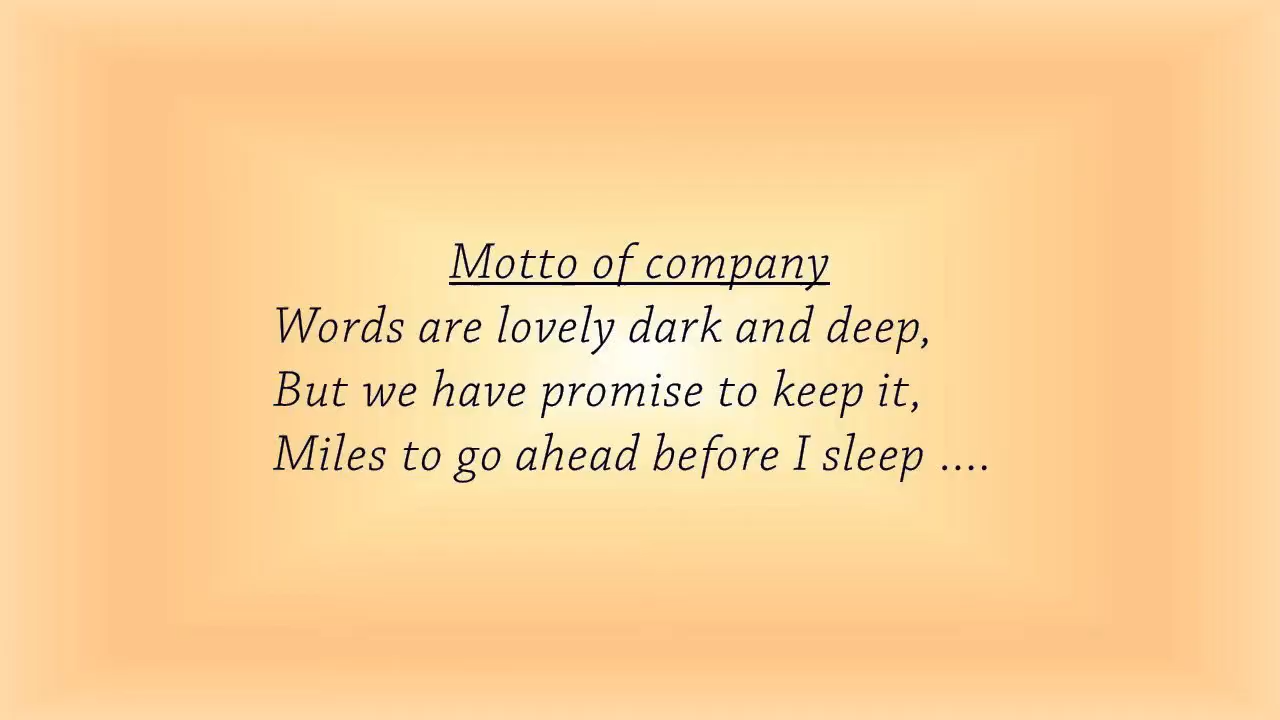 Motto of company
Words are lovely dark and deep,
But we have promise to keep it,
Miles to go ahead before I sleep ....